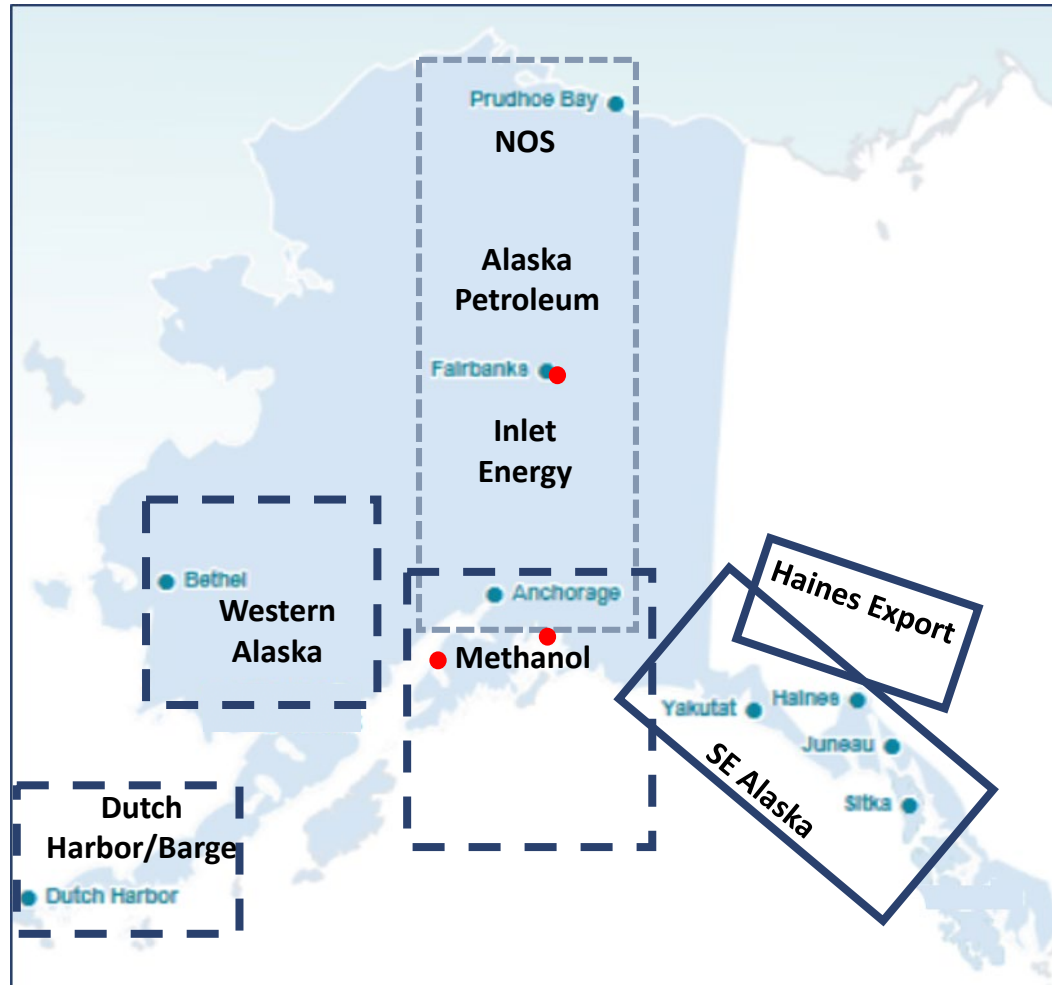 Prudhoe Bay
NOS
Alaska
Petroleum
Fairbanks
Inlet
Energy
Bethel
Western
Alaska
Anchorage
Methanol
Haines Export
Yakutat
Haines
Juneau
SE Alaska
Sitka
Dutch
Harbor/Barge
Dutch Harbor